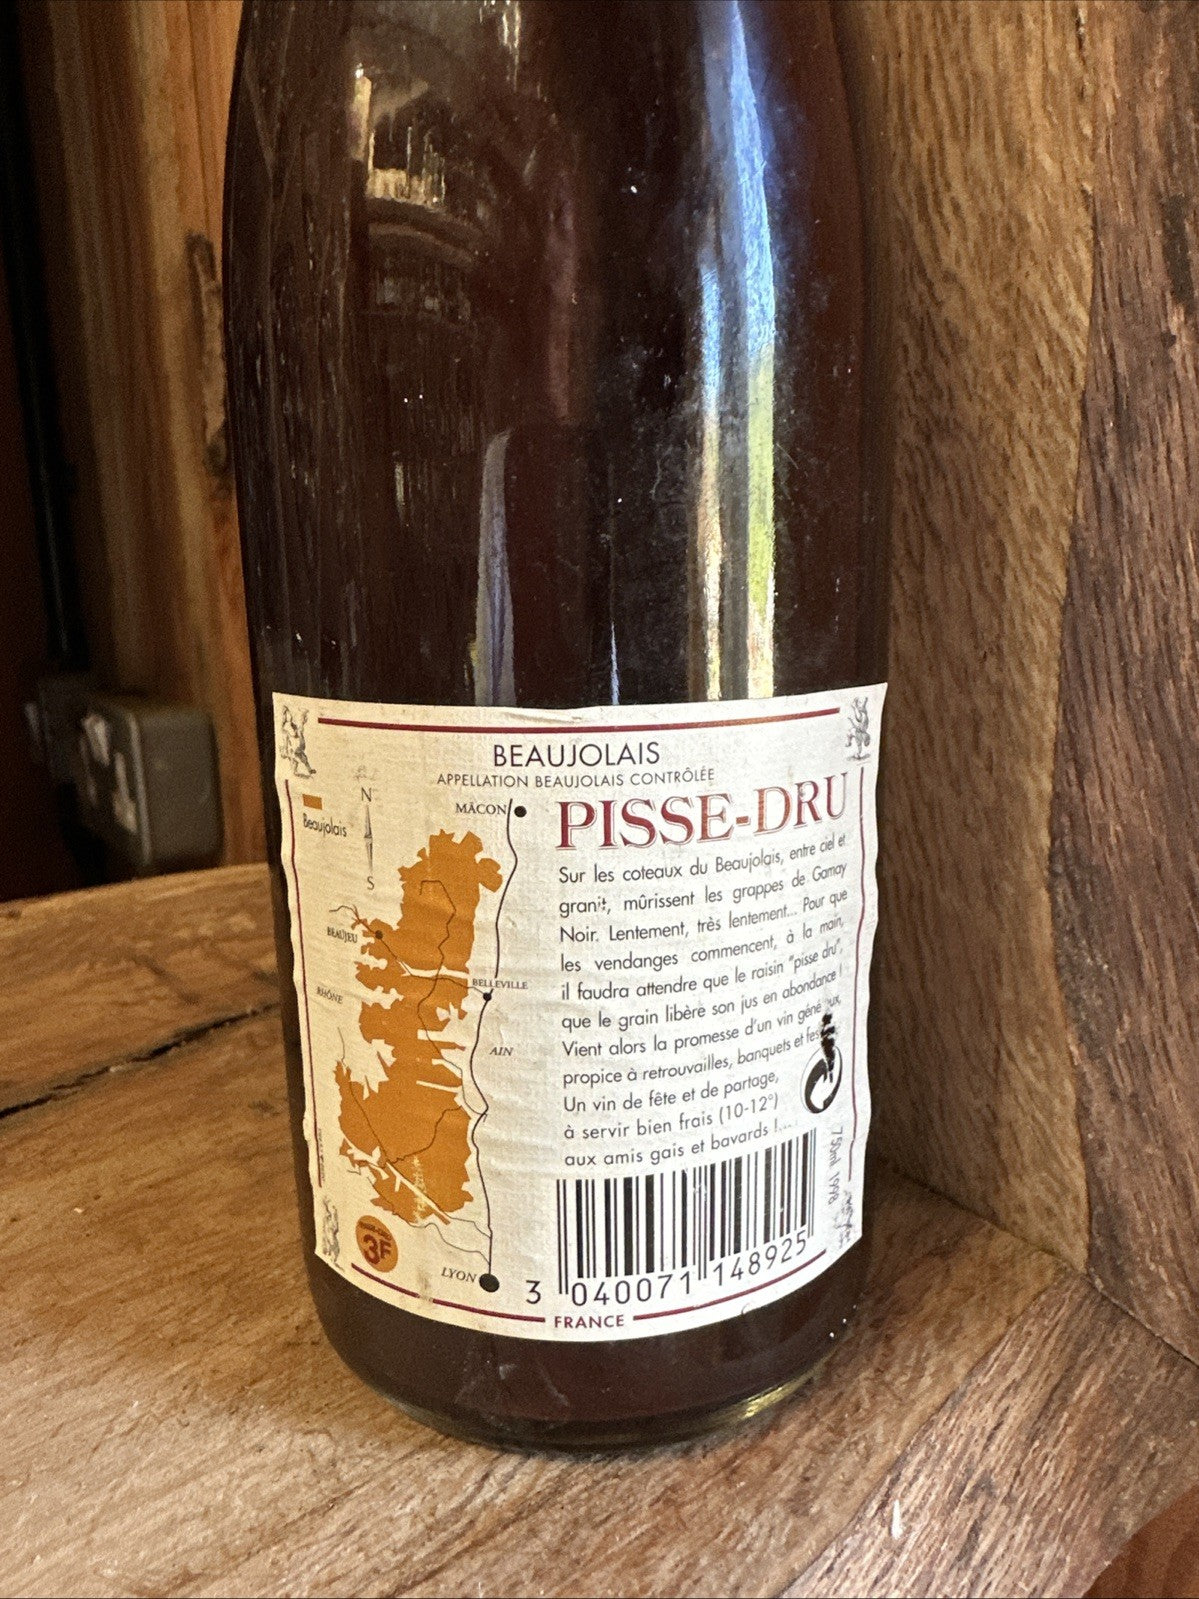 BEAUJOLAIS
APPELLATION BEAUJOLAIS CONTRÔLÉE
Beaujolais
N
S
MÂCON
BEAUJEU
RHÔNE
BELLEVILLE
AIN
LYON
3F
PISSE-DRU
Sur les coteaux du Beaujolais, entre ciel et
granit, mûrissent les grappes de Gamay
Noir. Lentement, très lentement... Pour que
les vendanges commencent, à la main,
il faudra attendre que le raisin "pisse dru",
que le grain libère son jus en abondance !
Vient alors la promesse d'un vin
propice à retrouvailles, banquets et
Un vin de fête et de partage,
à servir bien frais (10-12°)
aux amis gais et bavards !...
750ml 1998
3 040071 148925
FRANCE